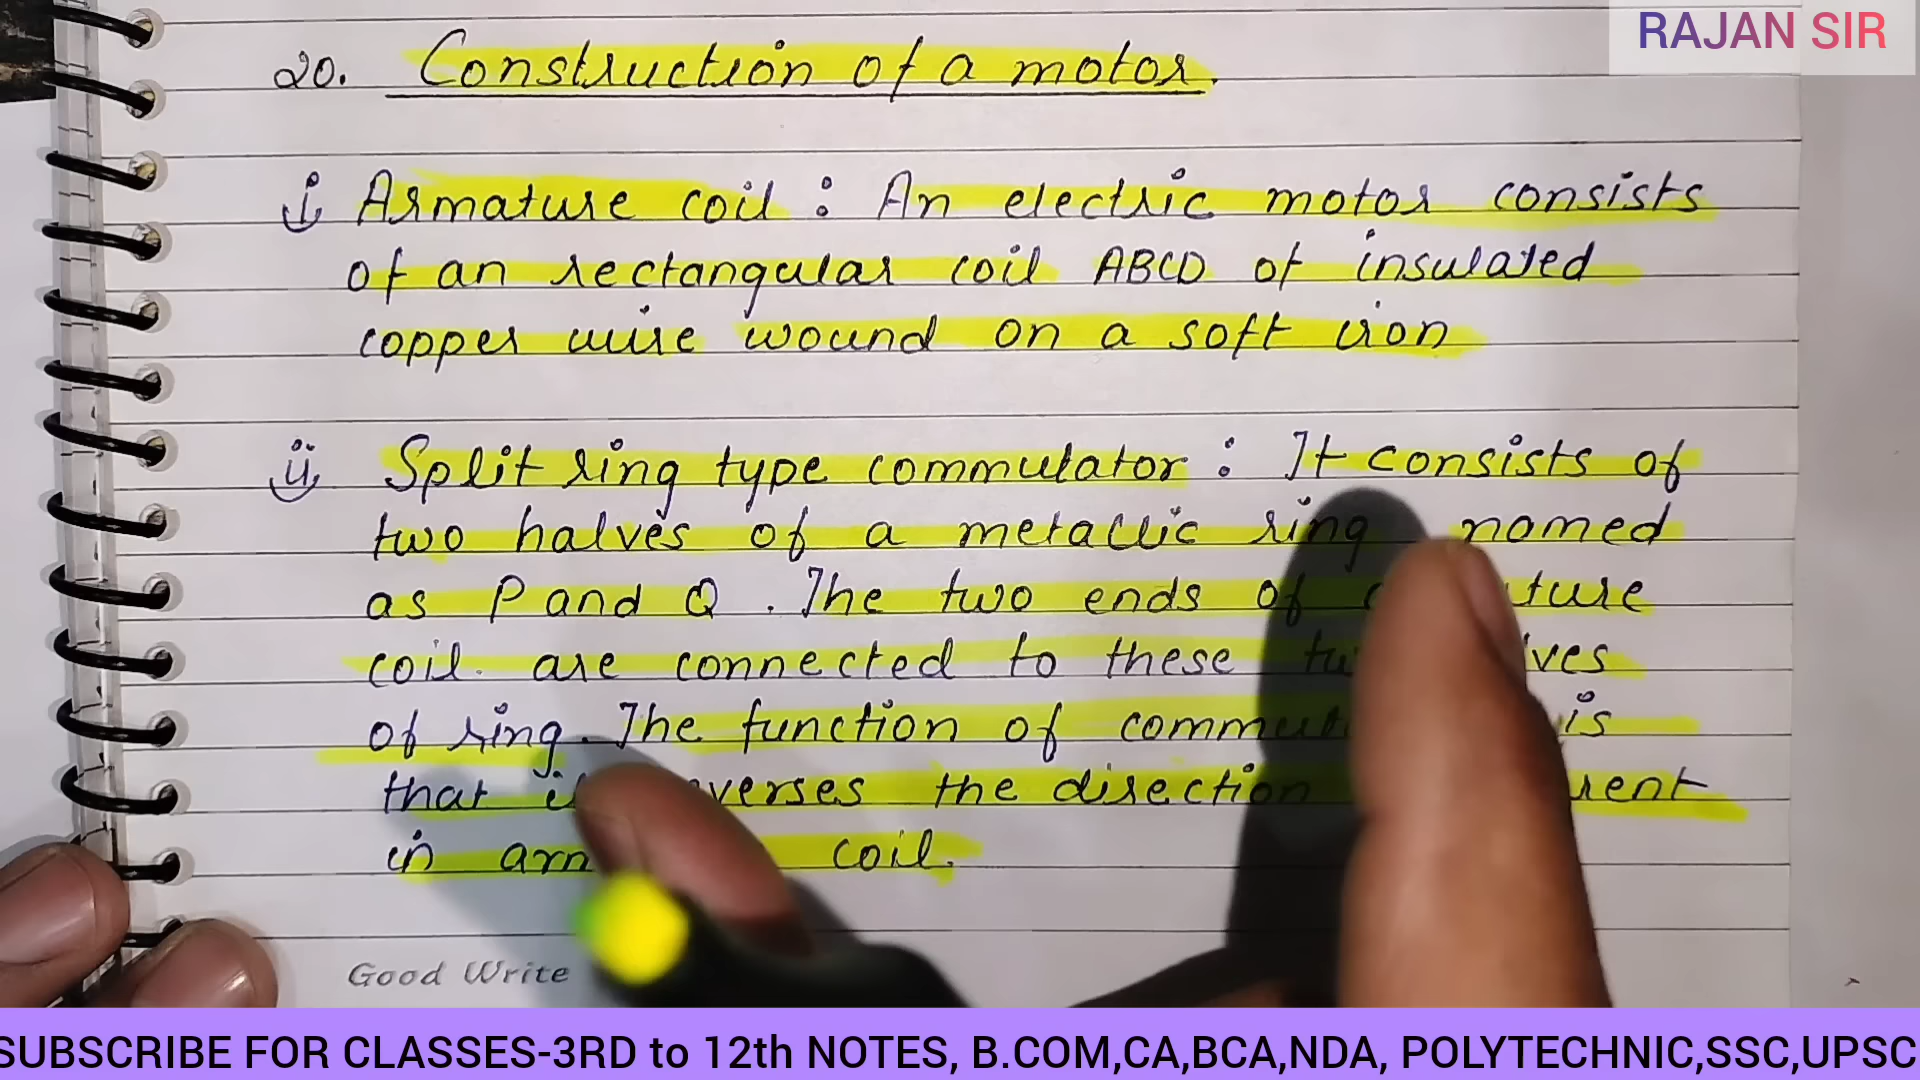 RAJAN SIR
20. Construction of a motor.
i) Armature coil : An electric motor consists
of an rectangular coil ABCD of insulated
copper wire wound on a soft iron
ii) Split ring type commutator : It consists of
two halves of a metallic ring named
as P and Q . The two ends of
coil. are connected to these
of ring. The function of is
that the direction
in coil.
Good Write
SUBSCRIBE FOR CLASSES-3RD to 12th NOTES, B.COM,CA,BCA,NDA, POLYTECHNIC,SSC,UPSC